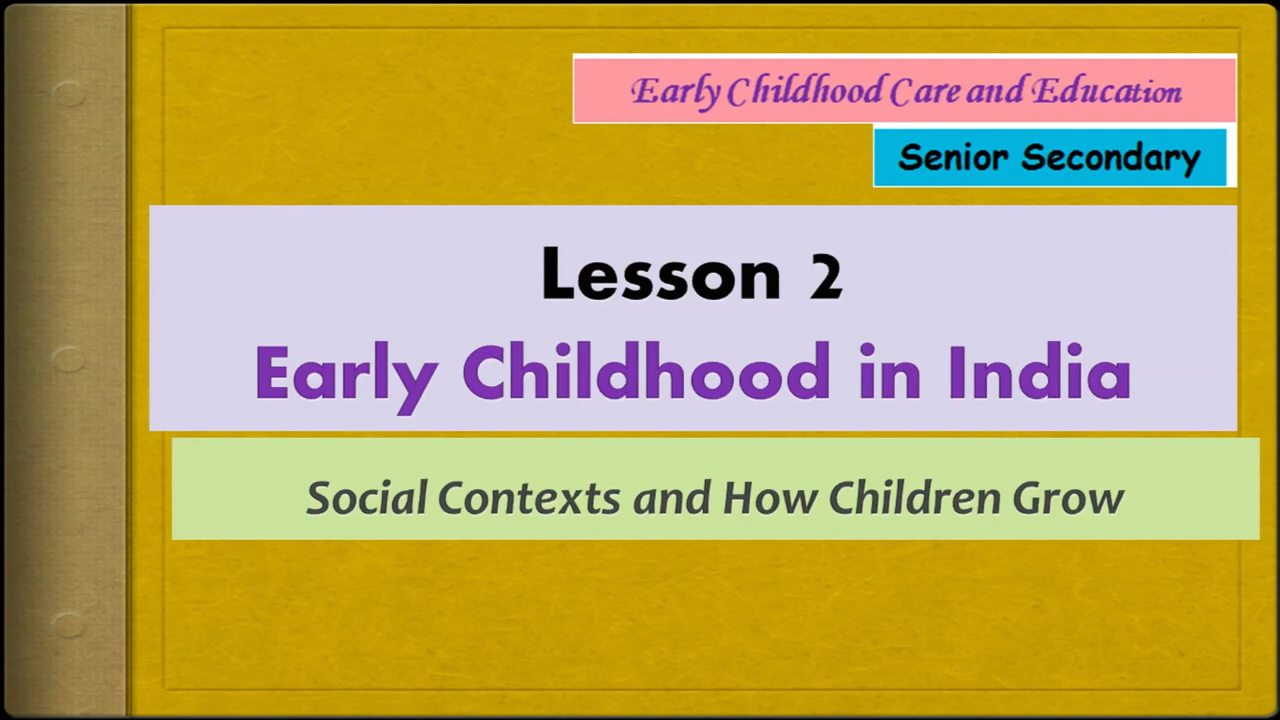 Early Childhood Care and Education
Senior Secondary
Lesson 2
Early Childhood in India
Social Contexts and How Children Grow